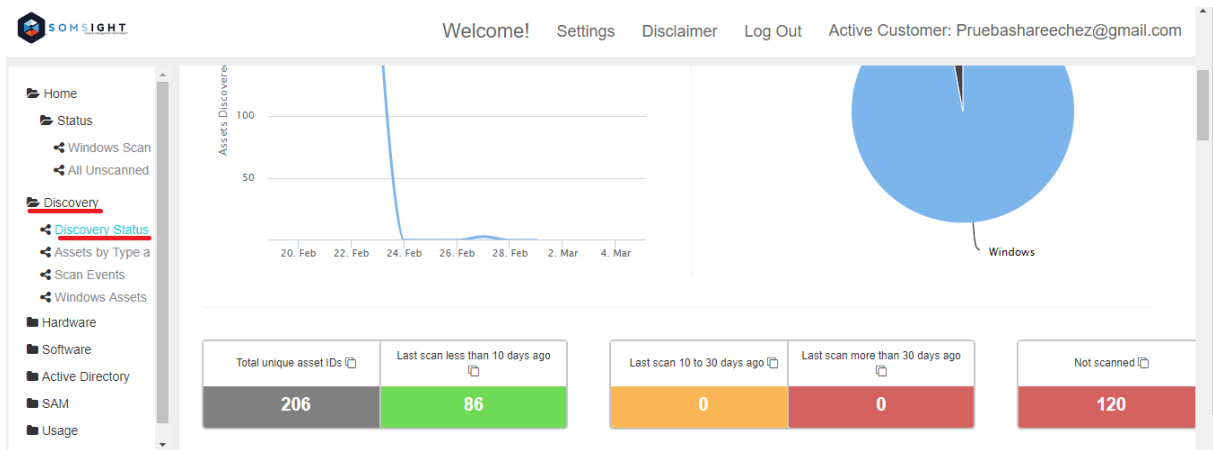 SOMSIGHT
Welcome! Settings Disclaimer Log Out Active Customer: Pruebashareechez@gmail.com
Home
Status
Windows Scan
All Unscanned
Discovery
Discovery Status
Assets by Type a
Scan Events
Windows Assets
Hardware
Software
Active Directory
SAM
Usage
Assets Discovere
100
50
20. Feb 22. Feb 24. Feb 26. Feb 28. Feb 2. Mar 4. Mar
Windows
Total unique asset IDs
206
Last scan less than 10 days ago
86
Last scan 10 to 30 days ago
0
Last scan more than 30 days ago
0
Not scanned
120